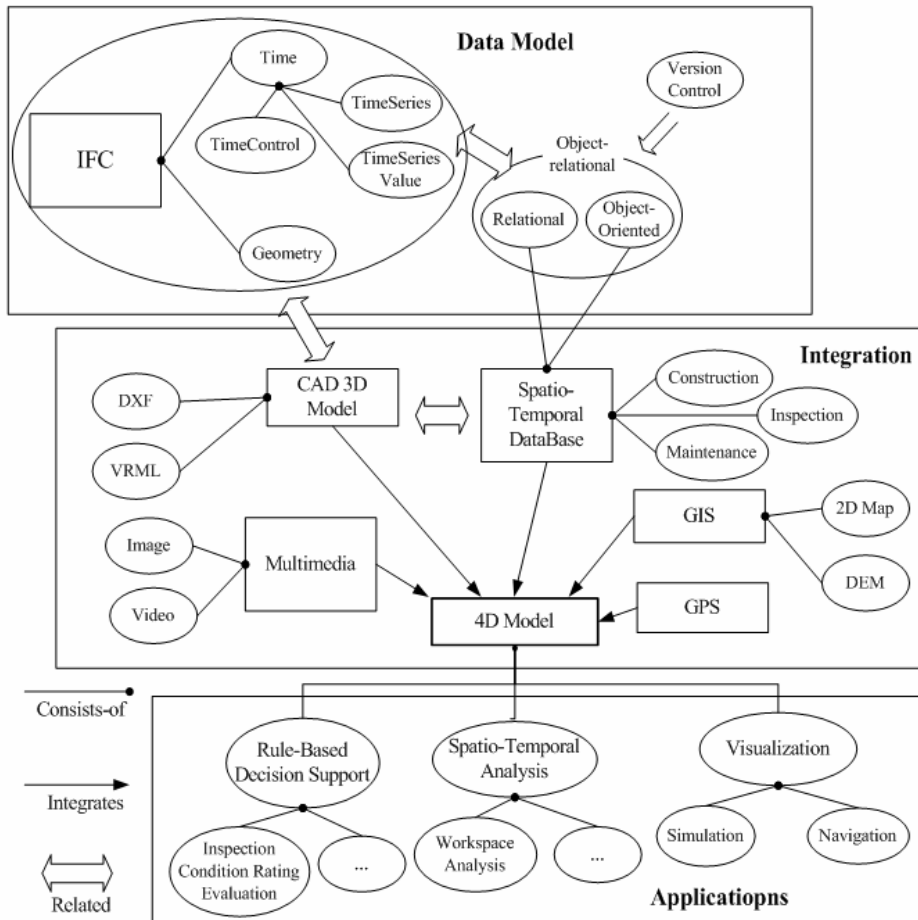 Data Model
Time
Version
Control
TimeSeries
TimeControl
IFC
TimeSeries
Value
Object-
relational
Relational
Object-
Oriented
Geometry
Integration
CAD 3D
Model
Spatio-
Temporal
DataBase
Construction
DXF
Inspection
Maintenance
VRML
GIS
2D Map
Image
Multimedia
DEM
Video
4D Model
GPS
Consists-of
Rule-Based
Decision Support
Spatio-Temporal
Analysis
Visualization
Integrates
Inspection
Condition Rating
Evaluation
...
Workspace
Analysis
...
Simulation
Navigation
Related
Applicatiopns